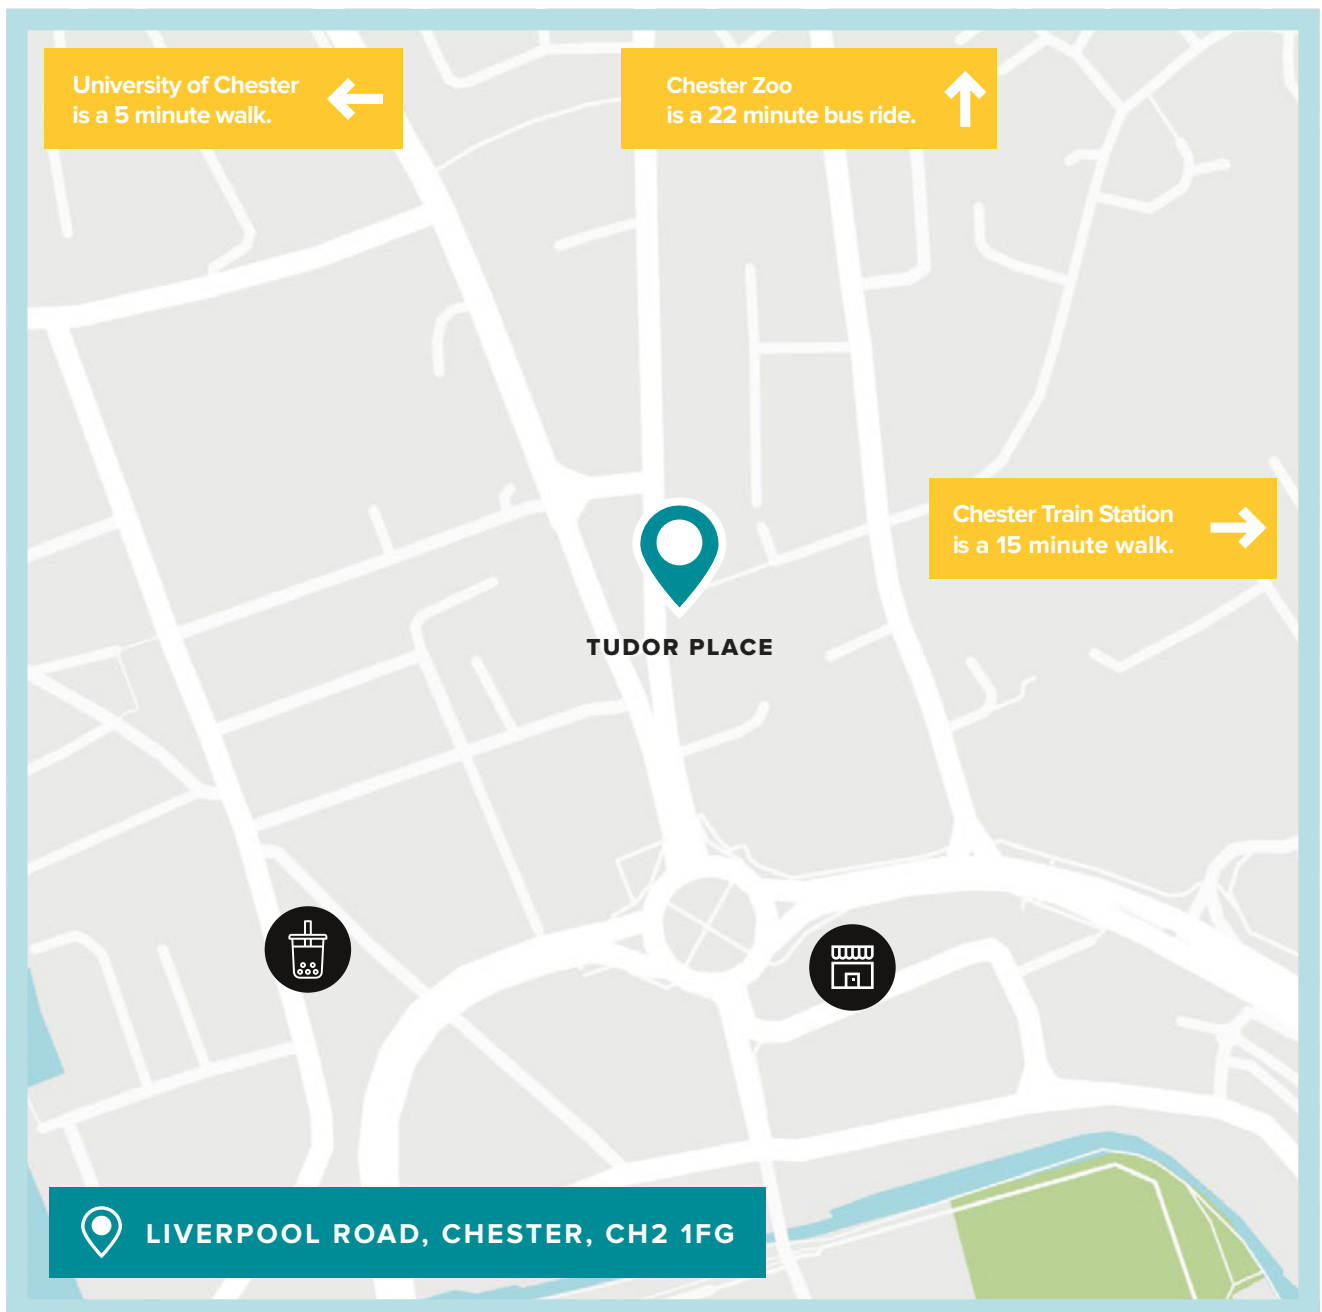 University of Chester
is a 5 minute walk.
Chester Zoo
is a 22 minute bus ride.
Chester Train Station
is a 15 minute walk.
TUDOR PLACE
LIVERPOOL ROAD, CHESTER, CH2 1FG